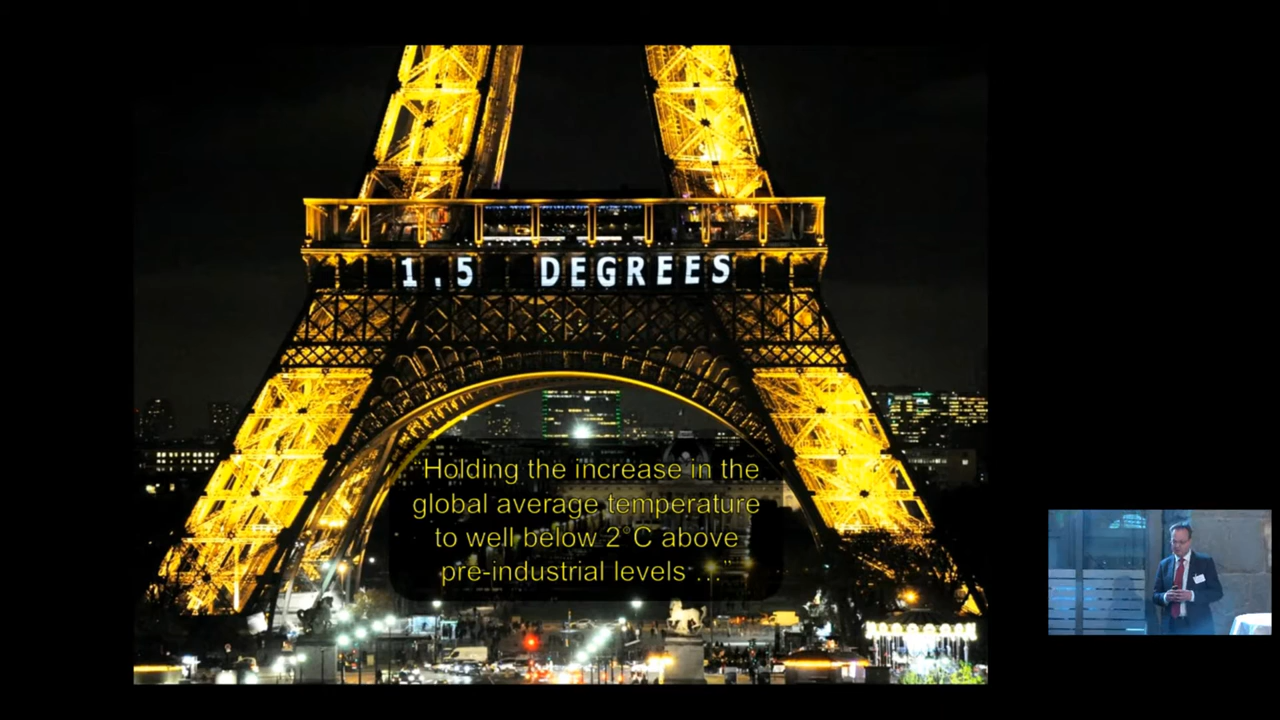 1.5 DEGREES
“Holding the increase in the
global average temperature
to well below 2°C above
pre-industrial levels …”